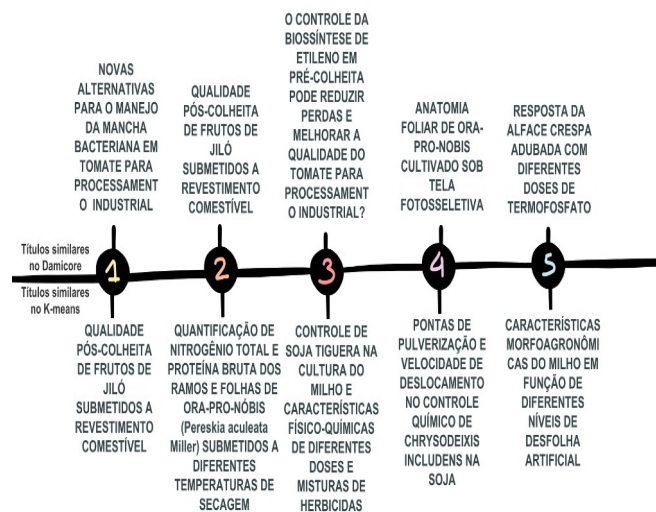 NOVAS
ALTERNATIVAS
PARA O MANEJO
DA MANCHA
BACTERIANA EM
TOMATE PARA
PROCESSAMENT
O INDUSTRIAL
QUALIDADE
PÓS-COLHEITA
DE FRUTOS DE
JILÓ
SUBMETIDOS A
REVESTIMENTO
COMESTÍVEL
O CONTROLE DA
BIOSSÍNTESE DE
ETILENO EM
PRÉ-COLHEITA
PODE REDUZIR
PERDAS E
MELHORAR A
QUALIDADE DO
TOMATE PARA
PROCESSAMENT
O INDUSTRIAL?
ANATOMIA
FOLIAR DE ORA-
PRO-NOBIS
CULTIVADO SOB
TELA
FOTOSSELETIVA
RESPOSTA DA
ALFACE CRESPA
ADUBADA COM
DIFERENTES
DOSES DE
TERMOFOSFATO
Títulos similares
no Damicore
1
2
3
4
5
Títulos similares
no K-means
QUALIDADE
PÓS-COLHEITA
DE FRUTOS DE
JILÓ
SUBMETIDOS A
REVESTIMENTO
COMESTÍVEL
QUANTIFICAÇÃO DE
NITROGÊNIO TOTAL E
PROTEÍNA BRUTA DOS
RAMOS E FOLHAS DE
ORA-PRO-NÓBIS
(Pereskia aculeata
Miller) SUBMETIDOS A
DIFERENTES
TEMPERATURAS DE
SECAGEM
CONTROLE DE
SOJA TIGUERA NA
CULTURA DO
MILHO E
CARACTERÍSTICAS
FÍSICO-QUÍMICAS
DE DIFERENTES
DOSES E
MISTURAS DE
HERBICIDAS
PONTAS DE
PULVERIZAÇÃO E
VELOCIDADE DE
DESLOCAMENTO
NO CONTROLE
QUÍMICO DE
CHRYSODEIXIS
INCLUDENS NA
SOJA
CARACTERÍSTICAS
MORFOAGRONÔMI
CAS DO MILHO EM
FUNÇÃO DE
DIFERENTES
NÍVEIS DE
DESFOLHA
ARTIFICIAL